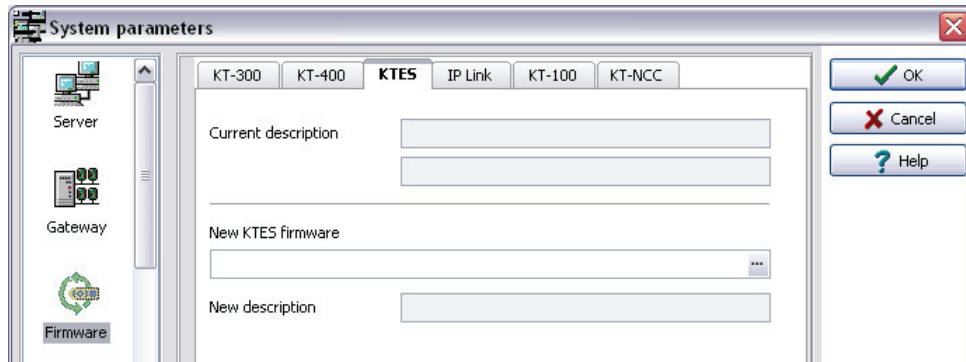 System parameters
Server
Gateway
Firmware
KT-300 KT-400 KTES IP Link KT-100 KT-NCC
Current description
New KTES firmware
...
New description
OK
Cancel
Help